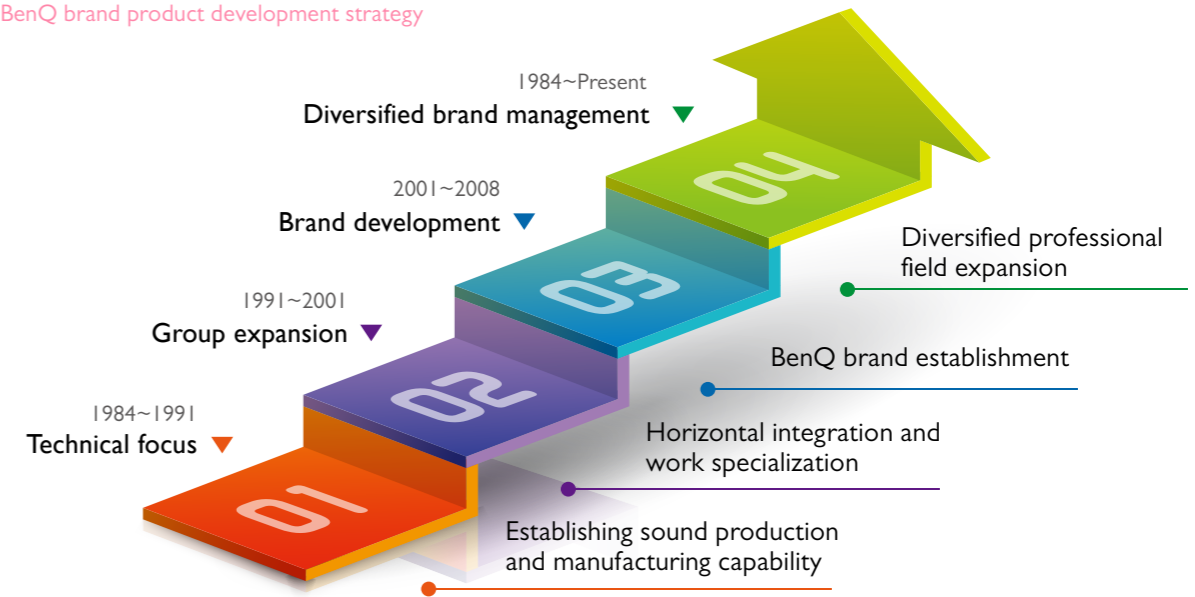 BenQ brand product development strategy
1984~Present
Diversified brand management
04
2001~2008
Brand development
Diversified professional
field expansion
03
1991~2001
Group expansion
BenQ brand establishment
02
1984~1991
Technical focus
Horizontal integration and
work specialization
01
Establishing sound production
and manufacturing capability